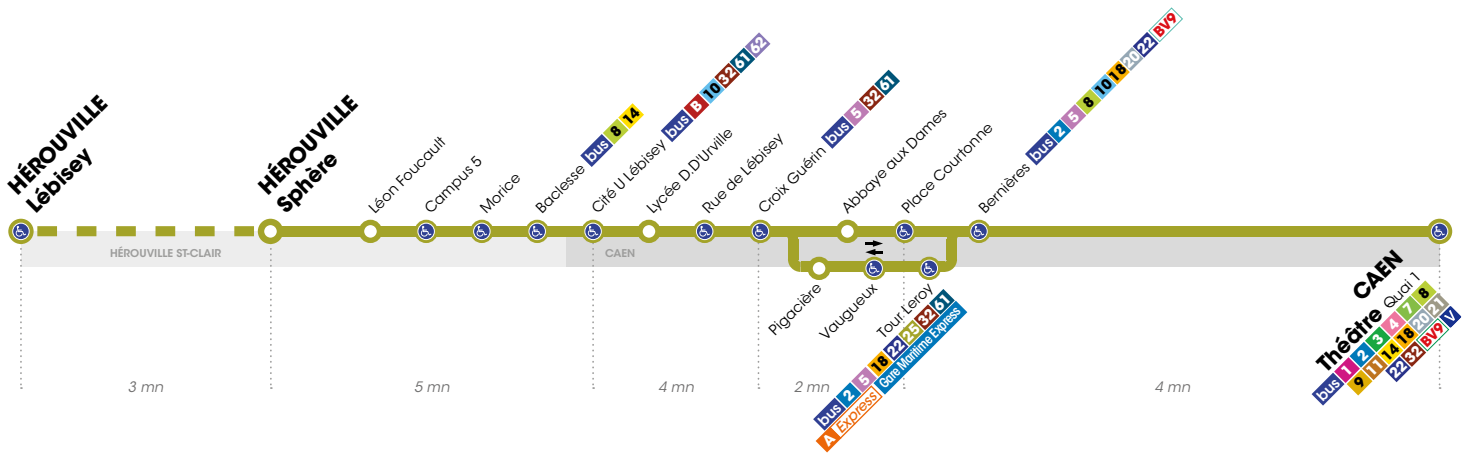 HÉROUVILLE
Lébisey
HÉROUVILLE
Sphère
Léon Foucault
Campus 5
Morice
Baclesse bus 8 14
Cité U Lébisey bus B 10 32 61 62
Lycée D.D'Urville
Rue de Lébisey
Croix Guérin bus 5 32 61
Abbaye aux Dames
Place Courtonne
Bernières bus 2 5 8 10 18 20 22 BV9
HÉROUVILLE ST-CLAIR
CAEN
Pigacière
Vaugueux
Tour Leroy
bus 2 5 18 22 25 32 61
A Express Gare Maritime Express
CAEN
Théâtre Quai 1
bus 1 2 3 4 7 8
9 11 14 18 20 21
22 32 BV9 V
3 mn
5 mn
4 mn
2 mn
4 mn